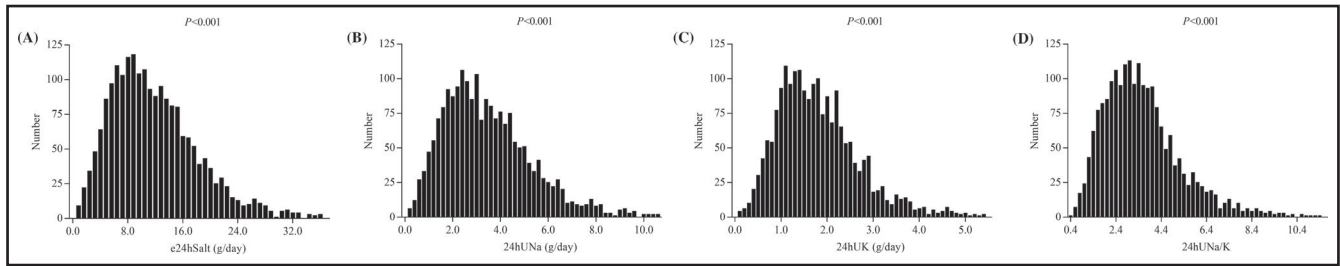 (A)
P<0.001
125
100
75
50
25
0
Number
0.0 8.0 16.0 24.0 32.0
e24hSalt (g/day)
(B)
P<0.001
125
100
75
50
25
0
Number
0.0 2.0 4.0 6.0 8.0 10.0
24hUNa (g/day)
(C)
P<0.001
125
100
75
50
25
0
Number
0.0 1.0 2.0 3.0 4.0 5.0
24hUK (g/day)
(D)
P<0.001
125
100
75
50
25
0
Number
0.4 2.4 4.4 6.4 8.4 10.4
24hUNa/K